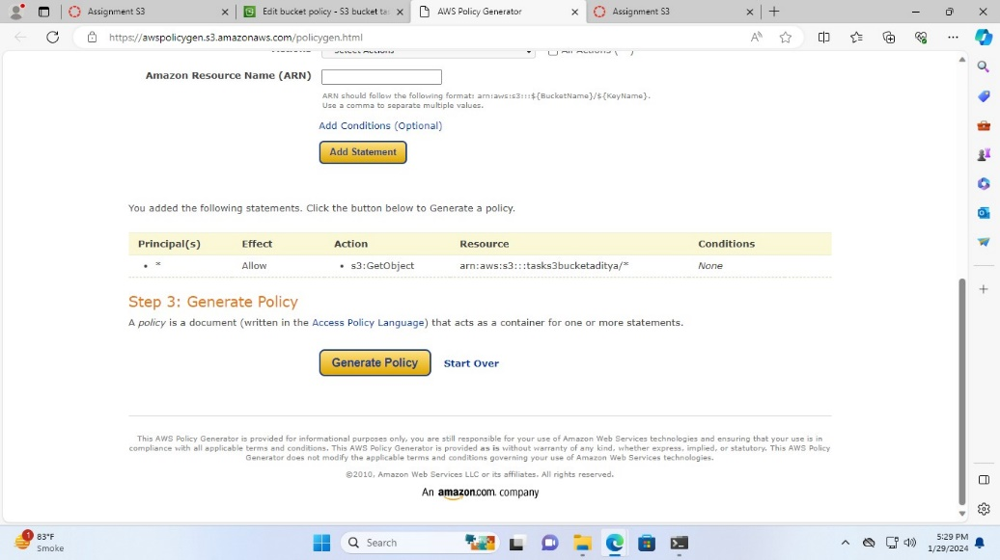 Assignment S3
Edit bucket policy - S3 bucket ta
AWS Policy Generator
Assignment S3
https://awspolicygen.s3.amazonaws.com/policygen.html
Amazon Resource Name (ARN)
ARN should follow the following format: arn:aws:s3:::${BucketName}/${KeyName}.
Use a comma to separate multiple values.
Add Conditions (Optional)
Add Statement
You added the following statements. Click the button below to Generate a policy.
Principal(s) Effect Action Resource Conditions
• * Allow • s3:GetObject arn:aws:s3:::tasks3bucketaditya/* None
Step 3: Generate Policy
A policy is a document (written in the Access Policy Language) that acts as a container for one or more statements.
Generate Policy Start Over
This AWS Policy Generator is provided for informational purposes only, you are still responsible for your use of Amazon Web Services technologies and ensuring that your use is in
compliance with all applicable terms and conditions. This AWS Policy Generator is provided as is without warranty of any kind, whether express, implied, or statutory. This AWS Policy
Generator does not modify the applicable terms and conditions governing your use of Amazon Web Services technologies.
©2010, Amazon Web Services LLC or its affiliates. All rights reserved.
An amazon.com. company
1
83°F
Smoke
Search
5:29 PM
1/29/2024